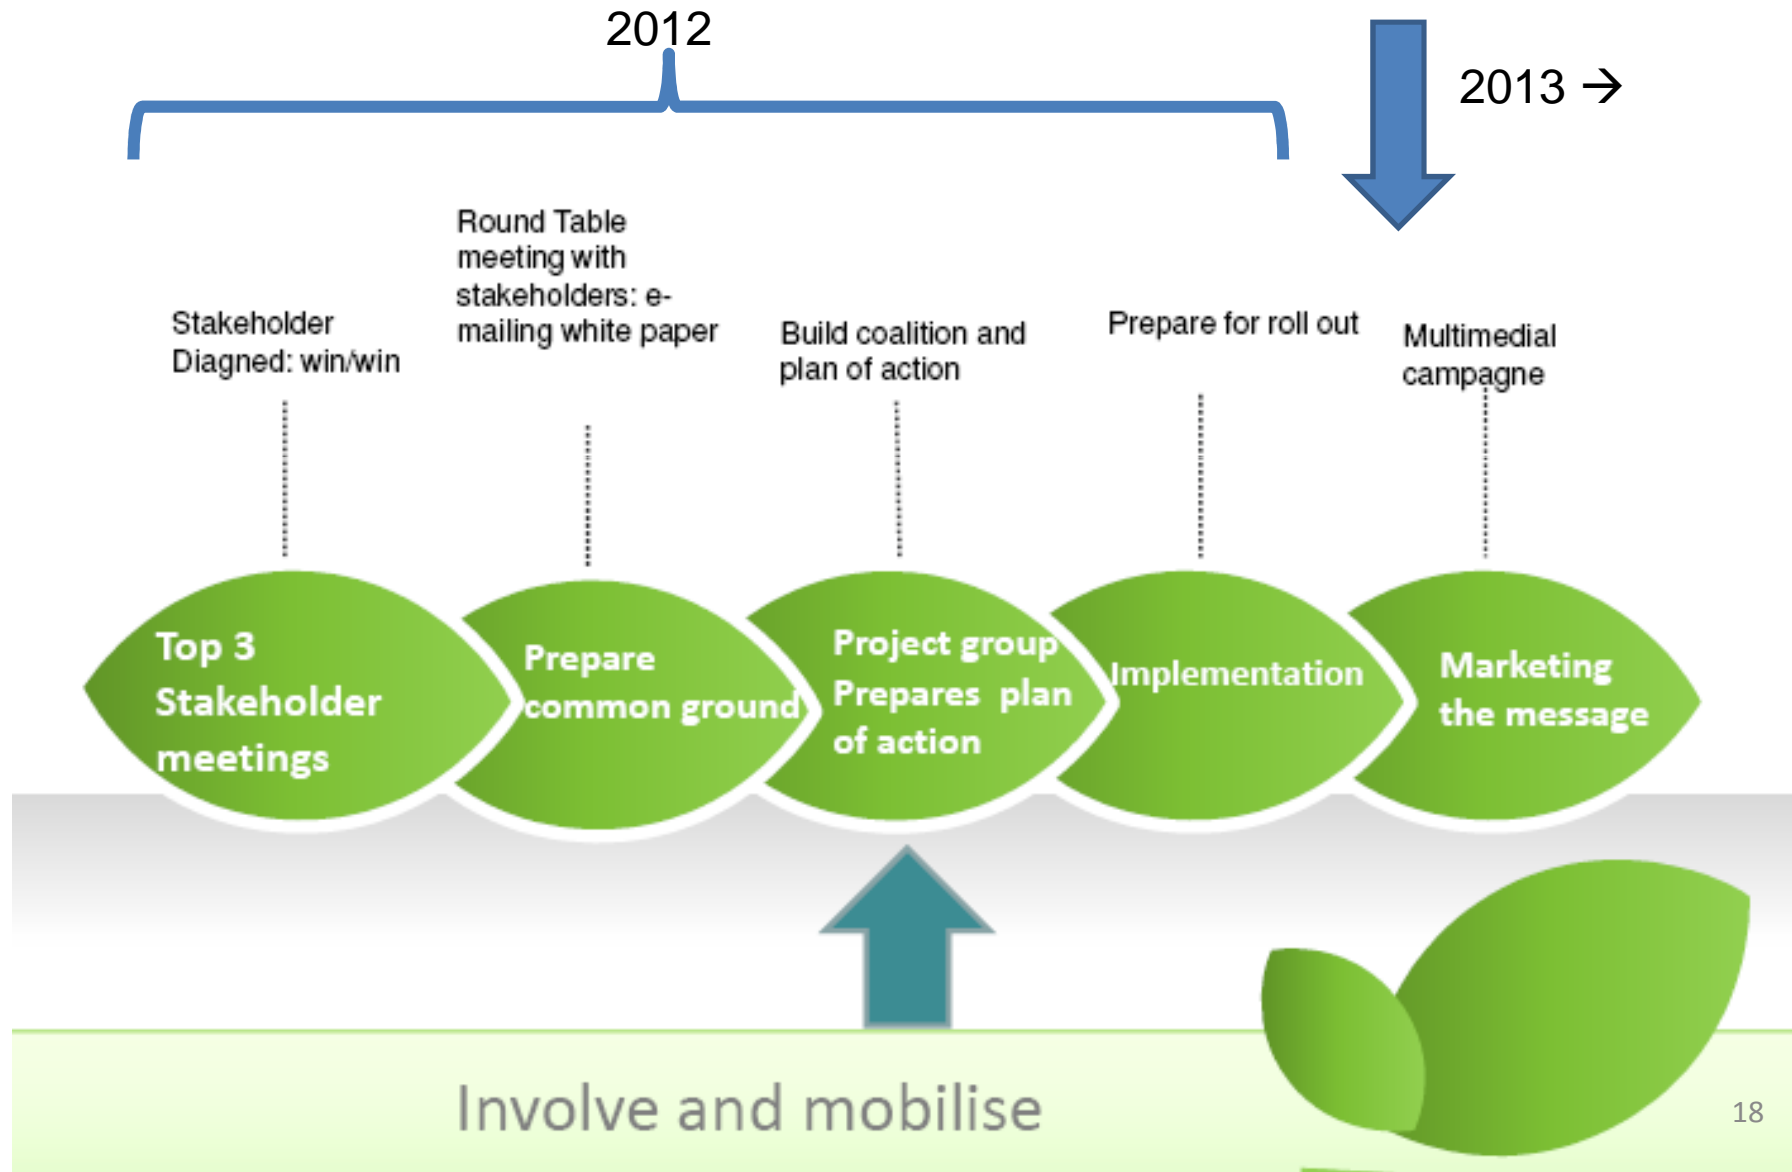 2012
2013 →
Stakeholder
Diagned: win/win
Round Table
meeting with
stakeholders: e-
mailing white paper
Build coalition and
plan of action
Prepare for roll out
Multimedial
campagne
Top 3
Stakeholder
meetings
Prepare
common ground
Project group
Prepares plan
of action
Implementation
Marketing
the message
Involve and mobilise
18